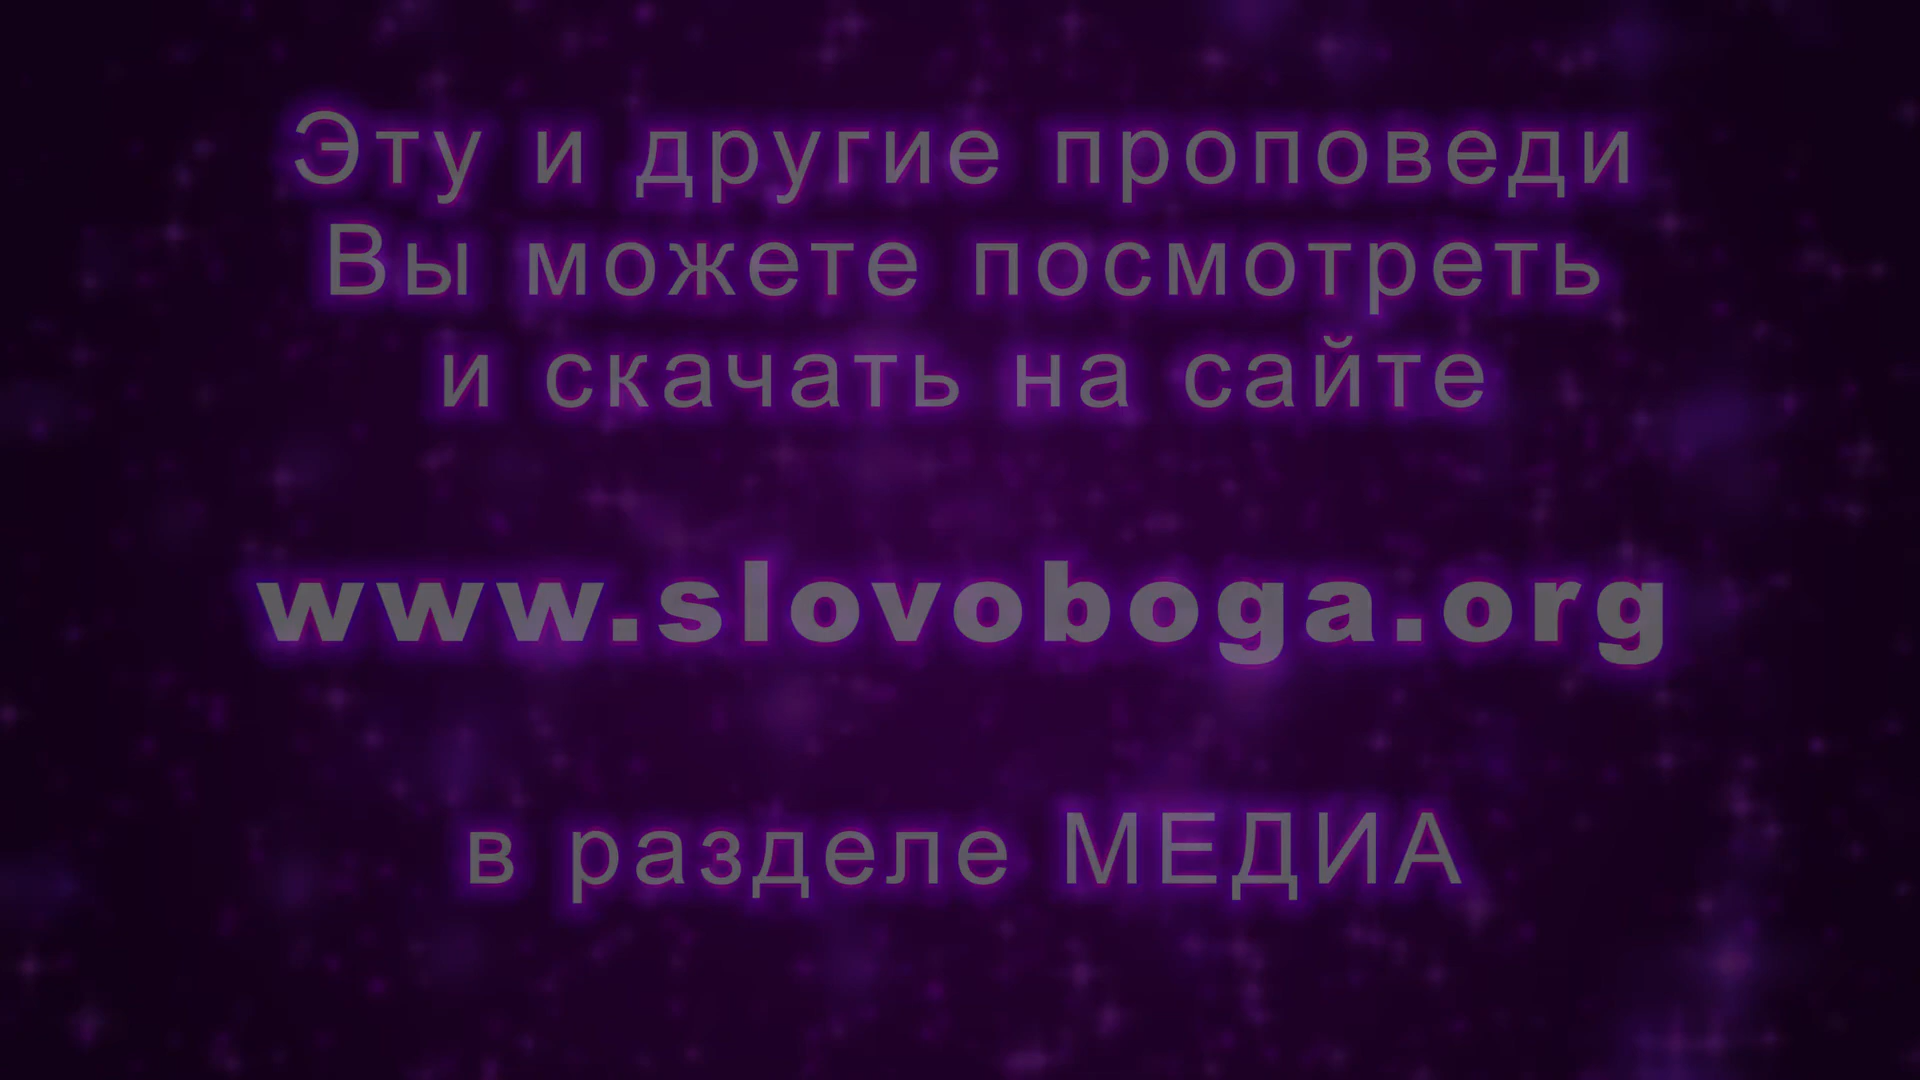 Эту и другие проповеди
Вы можете посмотреть
и скачать на сайте
www.slovoboga.org
в разделе МЕДИА